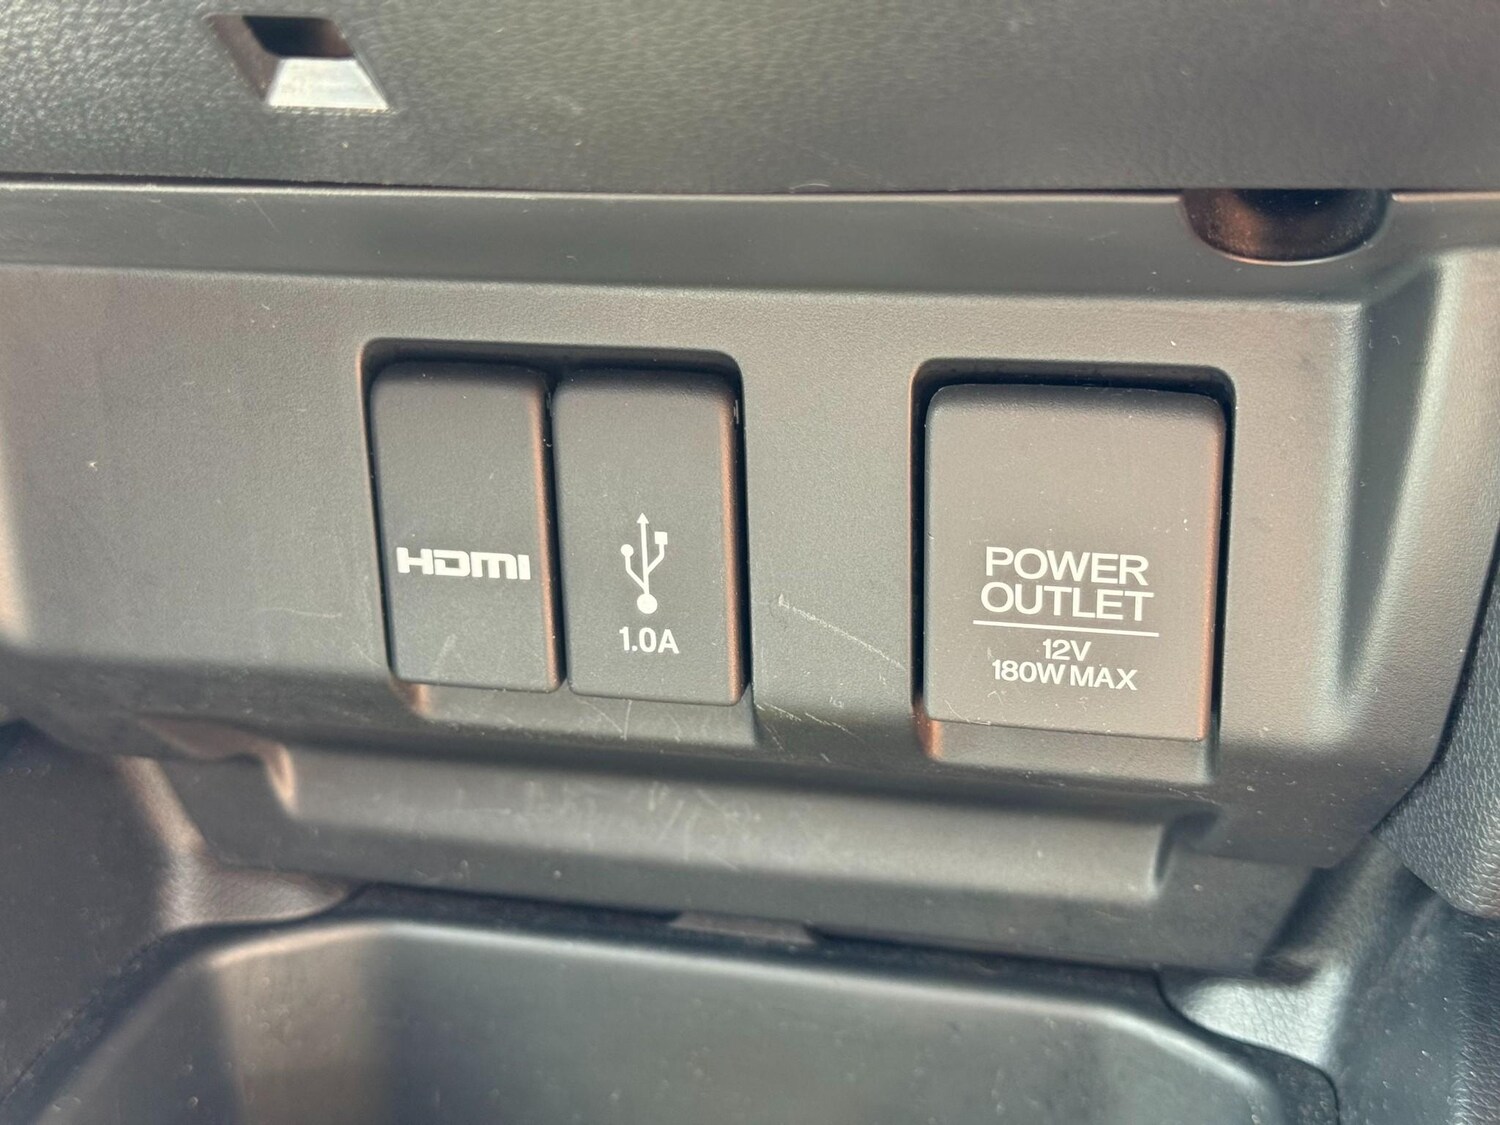 HDMI
1.0A
POWER
OUTLET
12V
180W MAX